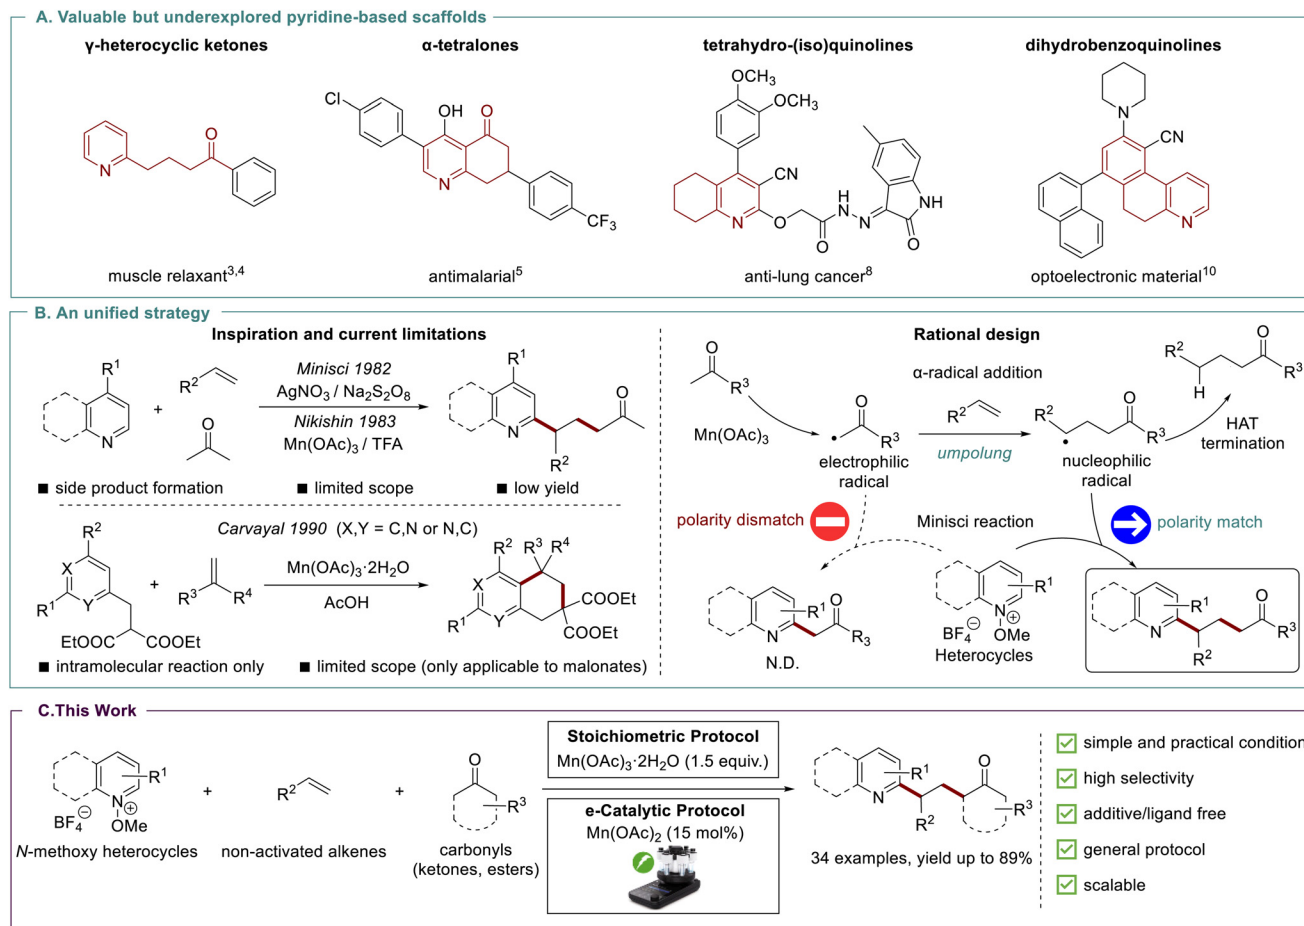 A. Valuable but underexplored pyridine-based scaffolds
γ-heterocyclic ketones
α-tetralones
tetrahydro-(iso)quinolines
dihydrobenzoquinolines
N
O
Cl
OH
O
N
CF₃
OCH₃
OCH₃
CN
N
O
O
H
N
N
NH
O
N
CN
N
muscle relaxant³,⁴
antimalarial⁵
anti-lung cancer⁸
optoelectronic material¹⁰
B. An unified strategy
Inspiration and current limitations
R¹
N
+
R²
O
Minisci 1982
AgNO₃ / Na₂S₂O₈
Nikishin 1983
Mn(OAc)₃ / TFA
R¹
N
R²
O
■ side product formation
■ limited scope
■ low yield
Carvayal 1990 (X,Y = C,N or N,C)
R²
X
Y
R¹
EtOOC
COOEt
+
R³
R⁴
Mn(OAc)₃·2H₂O
AcOH
R²
R³
R⁴
X
Y
R¹
COOEt
COOEt
■ intramolecular reaction only
■ limited scope (only applicable to malonates)
Rational design
O
R³
Mn(OAc)₃
O
R³
electrophilic
radical
α-radical addition
R²
umpolung
R²
O
R³
nucleophilic
radical
R²
H
O
R³
HAT
termination
polarity dismatch
Minisci reaction
polarity match
R¹
N
O
R₃
N.D.
R¹
N
⊕
BF₄⊖
OMe
Heterocycles
R¹
N
R²
O
R³
C.This Work
R¹
N
⊕
BF₄⊖
OMe
N-methoxy heterocycles
+
R²
non-activated alkenes
+
O
R³
carbonyls
(ketones, esters)
Stoichiometric Protocol
Mn(OAc)₃·2H₂O (1.5 equiv.)
e-Catalytic Protocol
Mn(OAc)₂ (15 mol%)
R¹
N
R²
O
R³
34 examples, yield up to 89%
simple and practical condition
high selectivity
additive/ligand free
general protocol
scalable